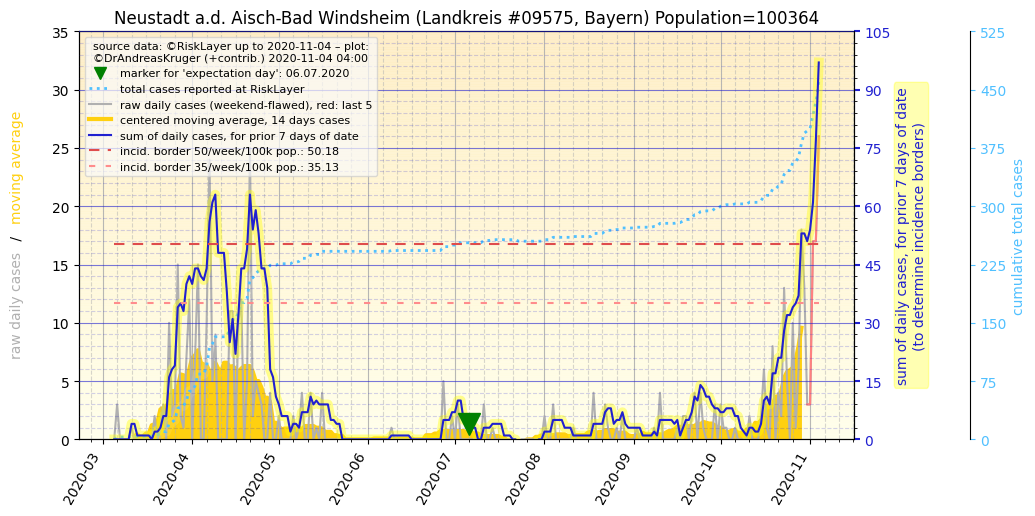 Neustadt a.d. Aisch-Bad Windsheim (Landkreis #09575, Bayern) Population=100364
source data: ©RiskLayer up to 2020-11-04 – plot:
©DrAndreasKruger (+contrib.) 2020-11-04 04:00
marker for 'expectation day': 06.07.2020
total cases reported at RiskLayer
raw daily cases (weekend-flawed), red: last 5
centered moving average, 14 days cases
sum of daily cases, for prior 7 days of date
incid. border 50/week/100k pop.: 50.18
incid. border 35/week/100k pop.: 35.13
raw daily cases / moving average
35
30
25
20
15
10
5
0
2020-03
2020-04
2020-05
2020-06
2020-07
2020-08
2020-09
2020-10
2020-11
105
90
75
60
45
30
15
0
sum of daily cases, for prior 7 days of date
(to determine incidence borders)
525
450
375
300
225
150
75
0
cumulative total cases